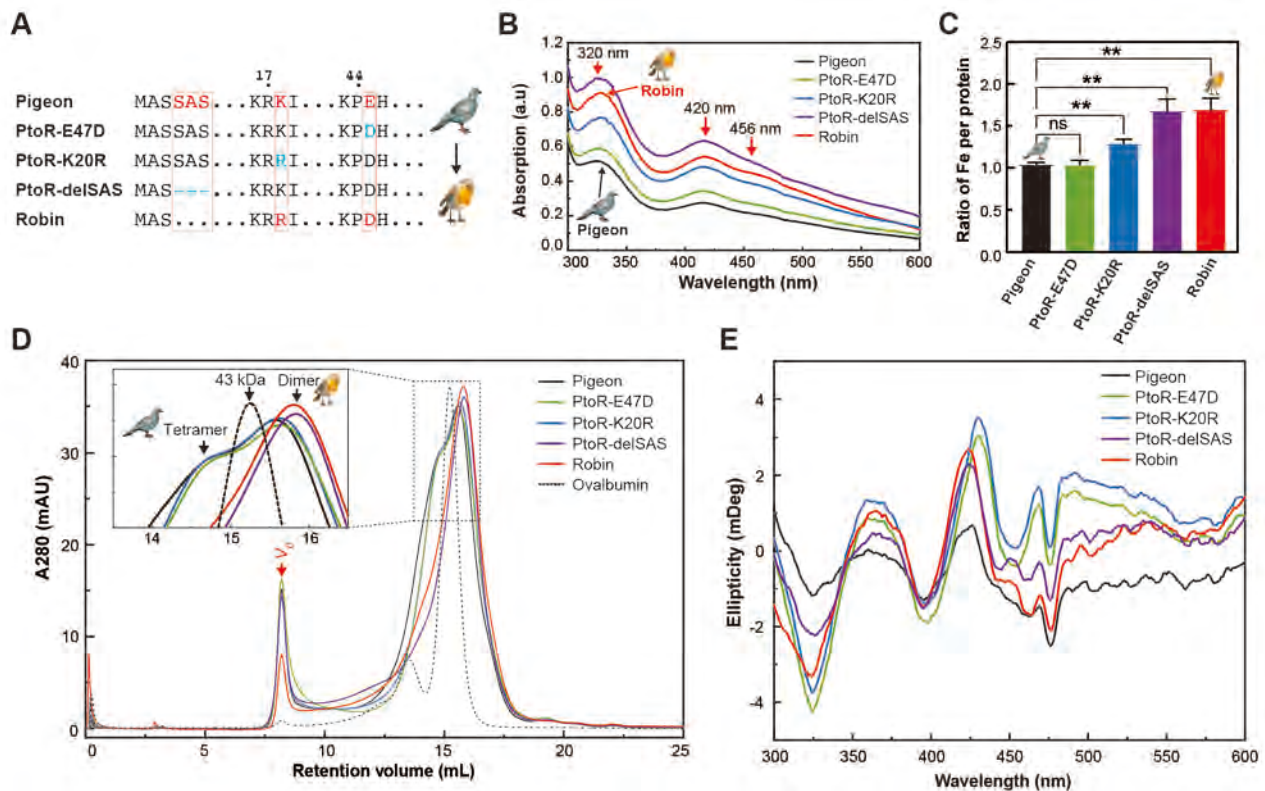 A
17 44
Pigeon MASSAS...KRKI...KPEH...
PtoR-E47D MASSAS...KRKI...KPDH...
PtoR-K20R MASSAS...KRRI...KPDH...
PtoR-delSAS MAS---...KRKI...KPDH...
Robin MAS......KRRI...KPDH...
B
Absorption (a.u)
1.2
1.0
0.8
0.6
0.4
0.2
0.0
300 350 400 450 500 550 600
Wavelength (nm)
320 nm
Robin
420 nm
456 nm
Pigeon
Pigeon
PtoR-E47D
PtoR-K20R
PtoR-delSAS
Robin
C
Ratio of Fe per protein
2.5
2.0
1.5
1.0
0.5
0.0
**
**
**
ns
Pigeon
PtoR-E47D
PtoR-K20R
PtoR-delSAS
Robin
D
A280 (mAU)
40
30
37
10
0
0 5 10 15 20 25
Retention volume (mL)
43 kDa
Dimer
Tetramer
14 15 16
V0
Pigeon
PtoR-E47D
PtoR-K20R
PtoR-delSAS
Robin
Ovalbumin
E
Ellipticity (mDeg)
4
2
0
-2
-4
300 350 400 450 500 550 600
Wavelength (nm)
Pigeon
PtoR-E47D
PtoR-K20R
PtoR-delSAS
Robin